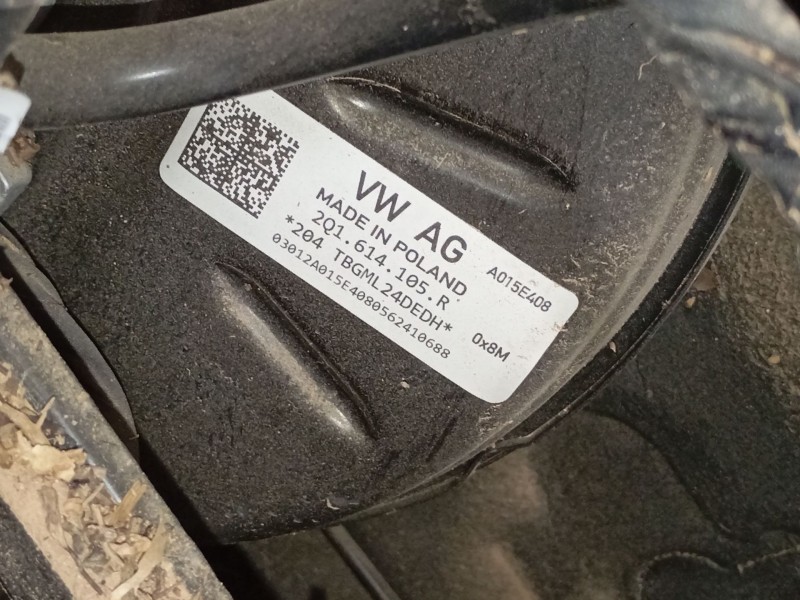 VW AG
MADE IN POLAND
2Q1.614.105.R
A015E408
*204 TBGML24DEDH*
0x8M
03012A015E4080562410688